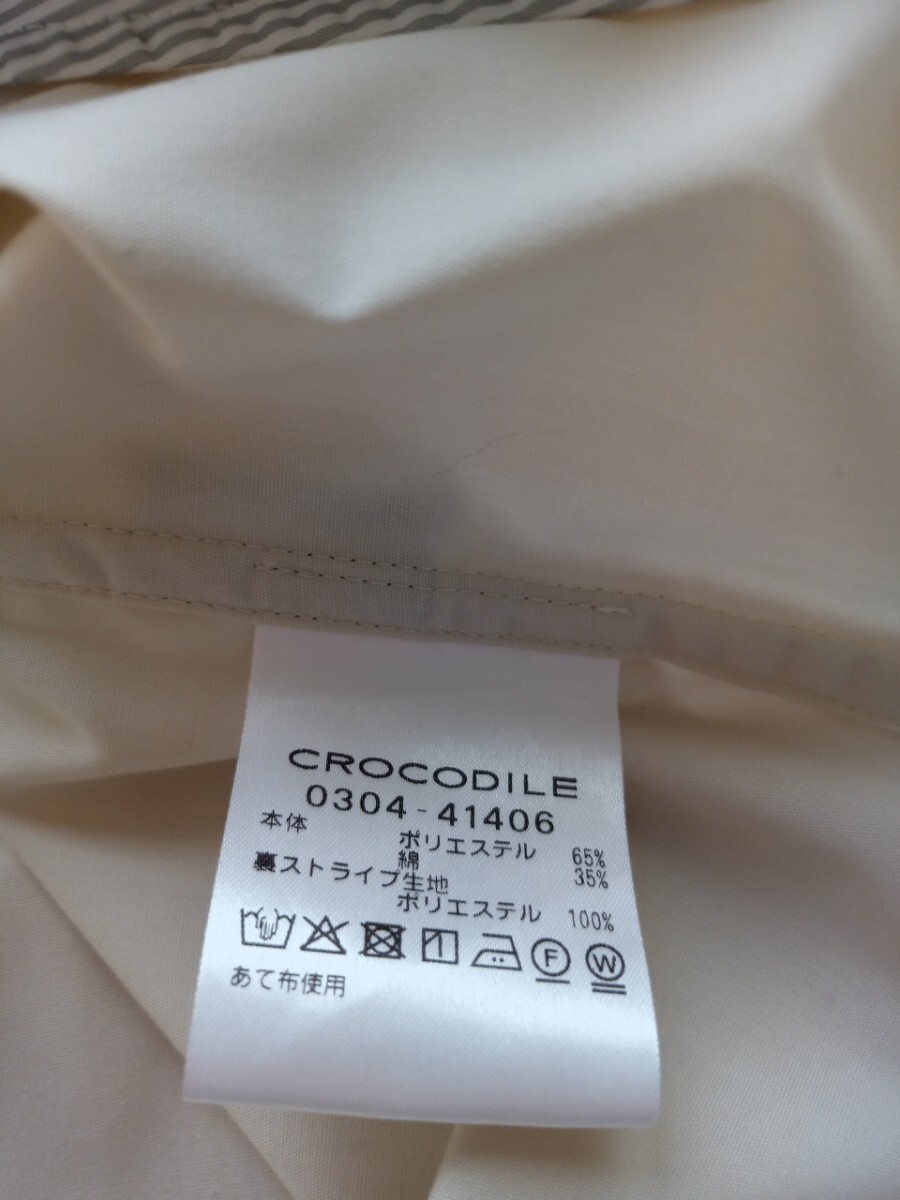 CROCODILE
0304-41406
本体
ポリエステル 65%
綿 35%
裏ストライプ生地
ポリエステル 100%
F W
あて布使用